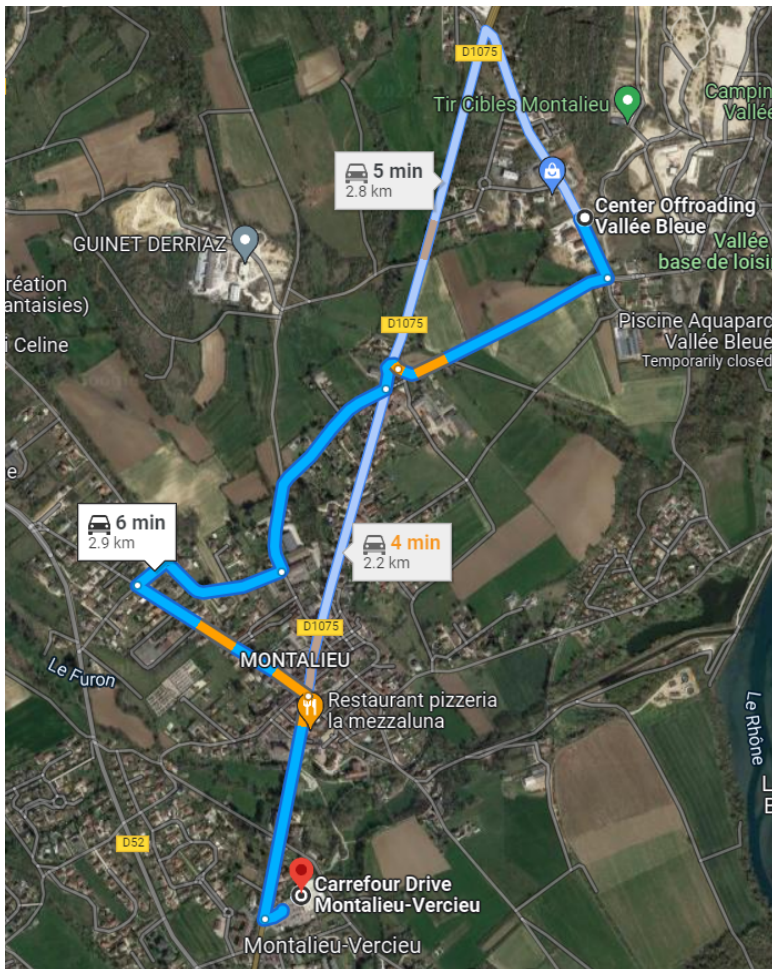 D1075
Tir Cibles Montalieu
Campin
Vallée
5 min
2.8 km
Center Offroading
Vallée Bleue
GUINET DERRIAZ
Vallée
base de loisi
réation
antaisies)
i Celine
D1075
Piscine Aquaparc
Vallée Bleue
Temporarily closed
e
6 min
2.9 km
4 min
2.2 km
D1075
MONTALIEU
Le Furon
Restaurant pizzeria
la mezzaluna
Le Rhône
L
E
D52
Carrefour Drive
Montalieu-Vercieu
Montalieu-Vercieu